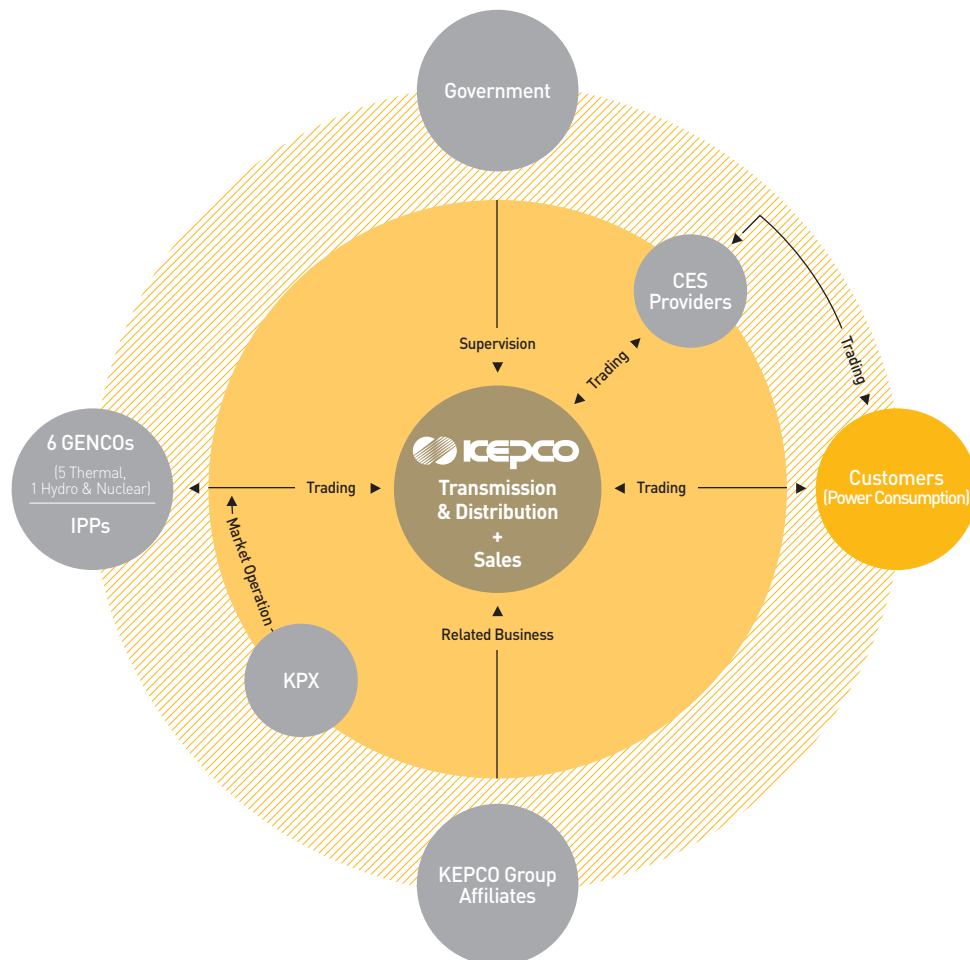 Government
CES
Providers
Trading
Supervision
Trading
6 GENCOs
(5 Thermal,
1 Hydro & Nuclear)
IPPs
Trading
KEPCO
Transmission
& Distribution
+
Sales
Trading
Customers
(Power Consumption)
Market Operation
Related Business
KPX
KEPCO Group
Affiliates